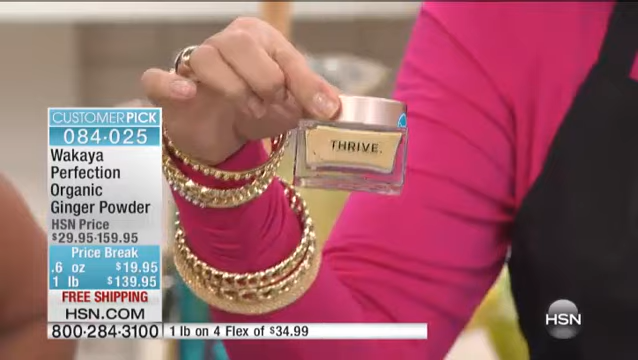 CUSTOMER PICK
084-025
Wakaya
Perfection
Organic
Ginger Powder
HSN Price
$29.95-159.95
Price Break
.6 oz $19.95
1 lb $139.95
FREE SHIPPING
HSN.COM
800-284-3100 1 lb on 4 Flex of $34.99
THRIVE.
HSN